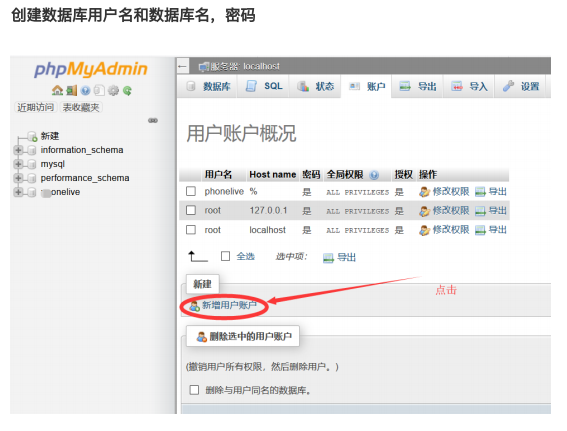 创建数据库用户名和数据库名，密码
phpMyAdmin
近期访问 表收藏夹
新建
information_schema
mysql
performance_schema
onelive
服务器: localhost
数据库 SQL 状态 账户 导出 导入 设置
用户账户概况
用户名 Host name 密码 全局权限 授权 操作
phonelive % 是 ALL PRIVILEGES 是 修改权限 导出
root 127.0.0.1 是 ALL PRIVILEGES 是 修改权限 导出
root localhost 是 ALL PRIVILEGES 是 修改权限 导出
全选 选中项： 导出
新建
点击
新增用户账户
删除选中的用户账户
(撤销用户所有权限，然后删除用户。)
删除与用户同名的数据库。